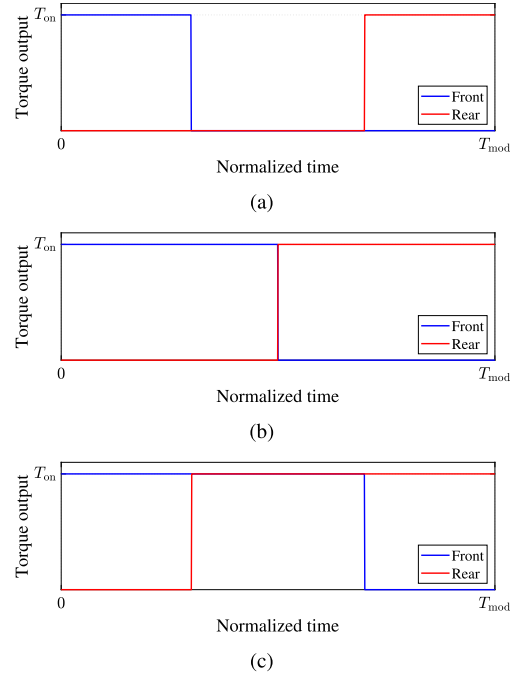 Torque output
T_on
Front
Rear
0
T_mod
Normalized time
(a)
Torque output
T_on
Front
Rear
0
T_mod
Normalized time
(b)
Torque output
T_on
Front
Rear
0
T_mod
Normalized time
(c)